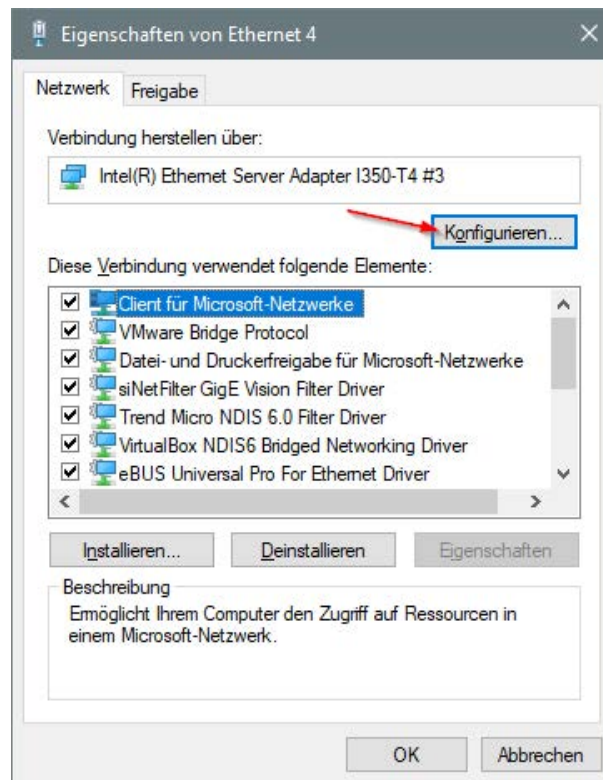 Eigenschaften von Ethernet 4
Netzwerk Freigabe
Verbindung herstellen über:
Intel(R) Ethernet Server Adapter I350-T4 #3
Konfigurieren...
Diese Verbindung verwendet folgende Elemente:
Client für Microsoft-Netzwerke
VMware Bridge Protocol
Datei- und Druckerfreigabe für Microsoft-Netzwerke
siNetFilter GigE Vision Filter Driver
Trend Micro NDIS 6.0 Filter Driver
VirtualBox NDIS6 Bridged Networking Driver
eBUS Universal Pro For Ethernet Driver
Installieren... Deinstallieren Eigenschaften
Beschreibung
Ermöglicht Ihrem Computer den Zugriff auf Ressourcen in
einem Microsoft-Netzwerk.
OK Abbrechen